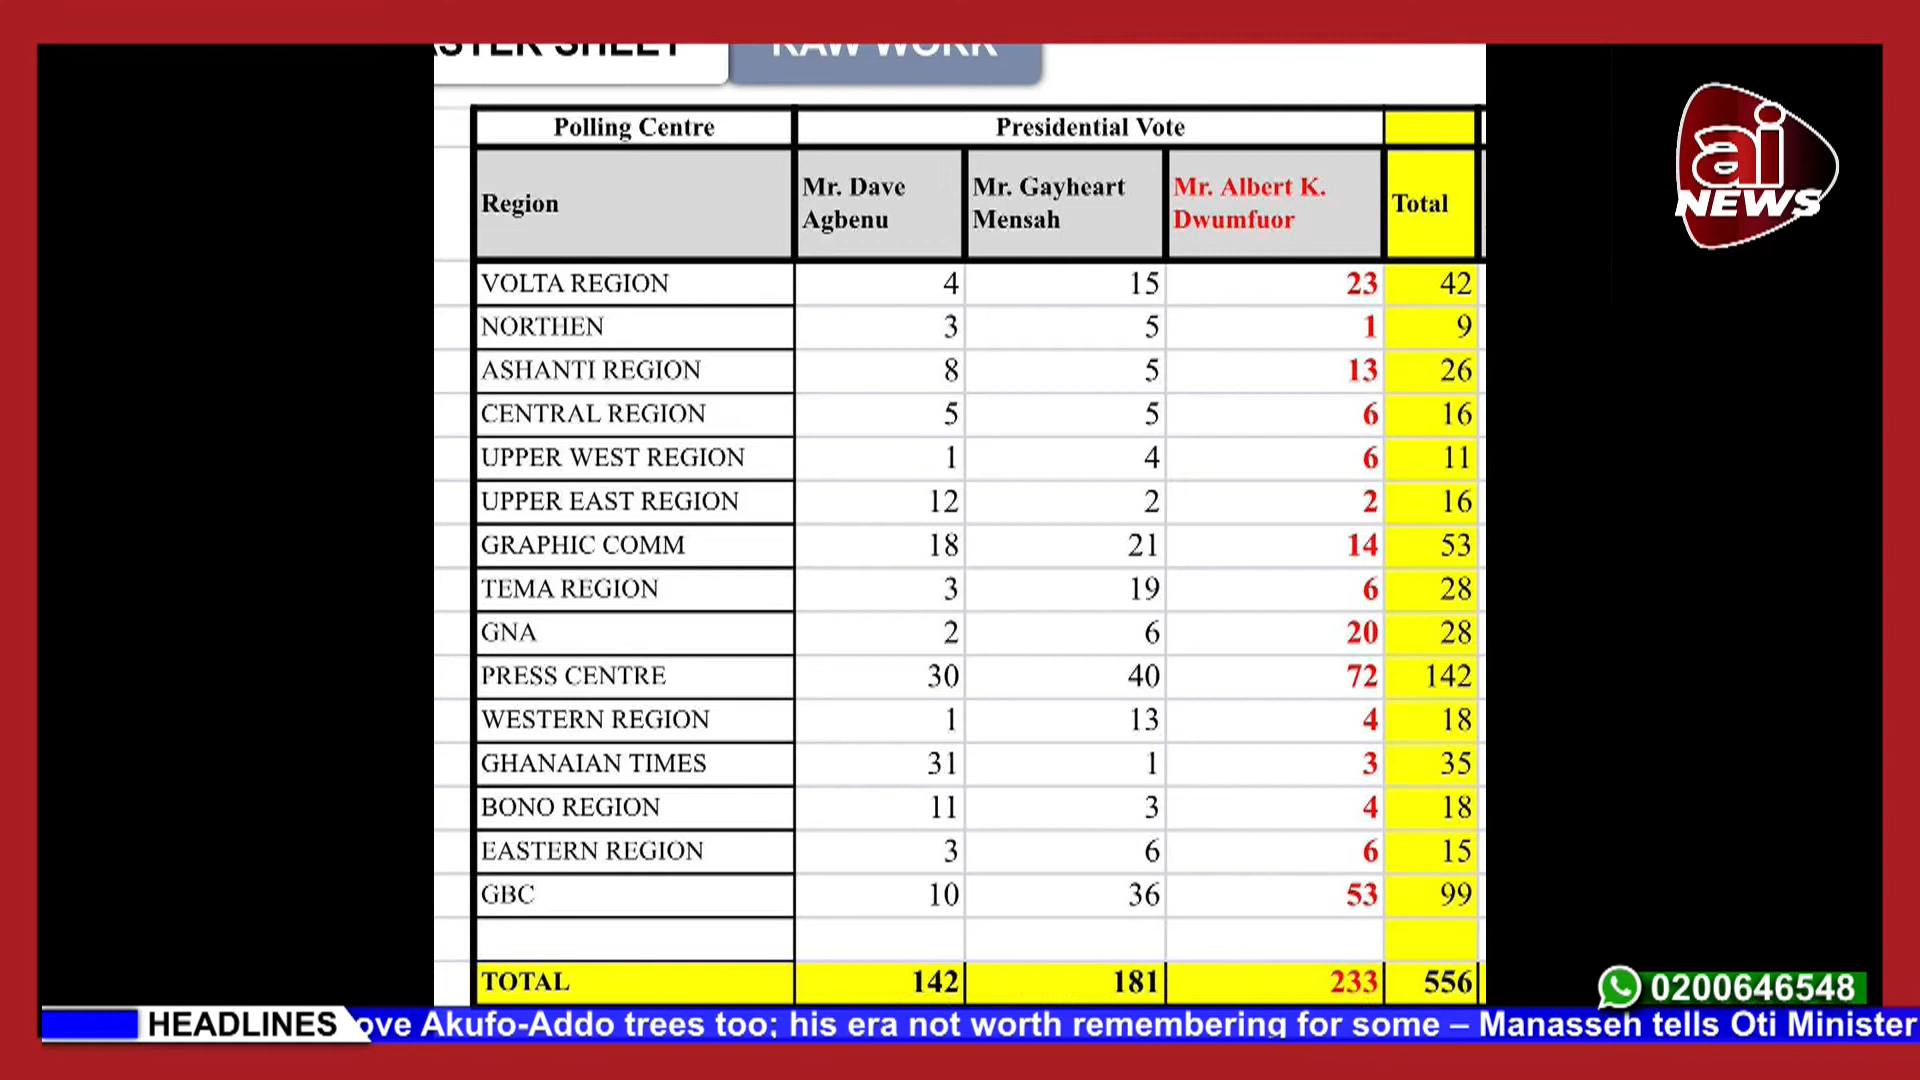 ASTER SHEET RAW WORK
Polling Centre Presidential Vote
Region Mr. Dave Agbenu Mr. Gayheart Mensah Mr. Albert K. Dwumfuor Total
VOLTA REGION 4 15 23 42
NORTHEN 3 5 1 9
ASHANTI REGION 8 5 13 26
CENTRAL REGION 5 5 6 16
UPPER WEST REGION 1 4 6 11
UPPER EAST REGION 12 2 2 16
GRAPHIC COMM 18 21 14 53
TEMA REGION 3 19 6 28
GNA 2 6 20 28
PRESS CENTRE 30 40 72 142
WESTERN REGION 1 13 4 18
GHANAIAN TIMES 31 1 3 35
BONO REGION 11 3 4 18
EASTERN REGION 3 6 6 15
GBC 10 36 53 99
TOTAL 142 181 233 556
ai
NEWS
0200646548
HEADLINES ove Akufo-Addo trees too; his era not worth remembering for some – Manasseh tells Oti Minister